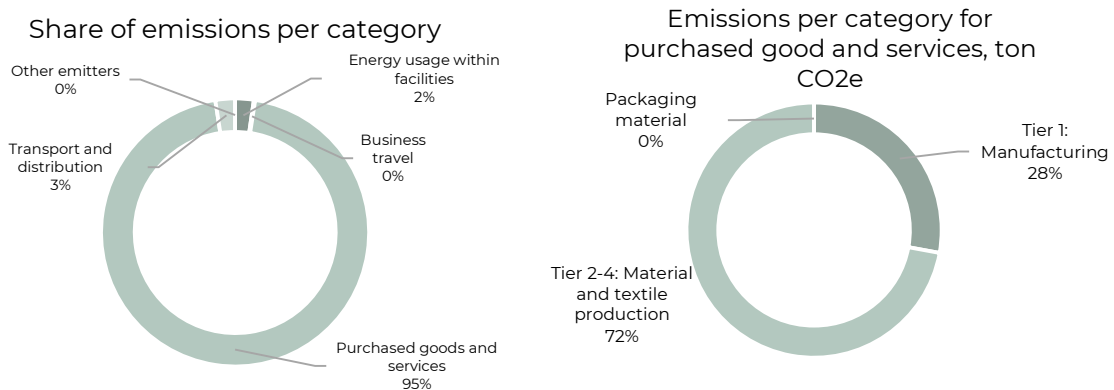 Share of emissions per category
Other emitters
0%
Energy usage within
facilities
2%
Transport and
distribution
3%
Business
travel
0%
Purchased goods and
services
95%
Emissions per category for
purchased good and services, ton
CO2e
Packaging
material
0%
Tier 1:
Manufacturing
28%
Tier 2-4: Material
and textile
production
72%